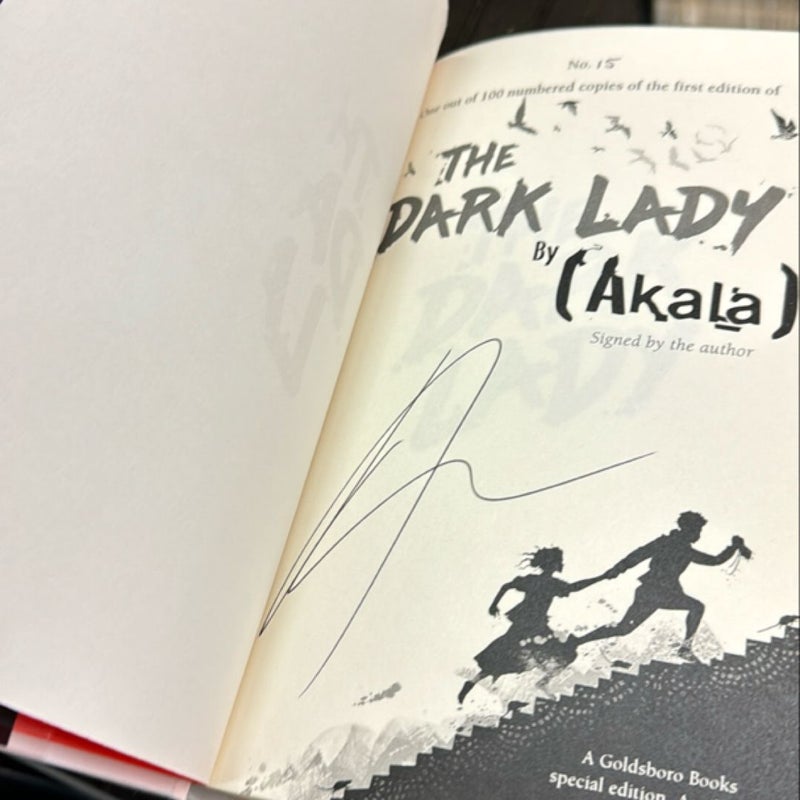 No. 15
One out of 100 numbered copies of the first edition of
THE
DARK LADY
By
(Akala)
Signed by the author
A Goldsboro Books
special edition.